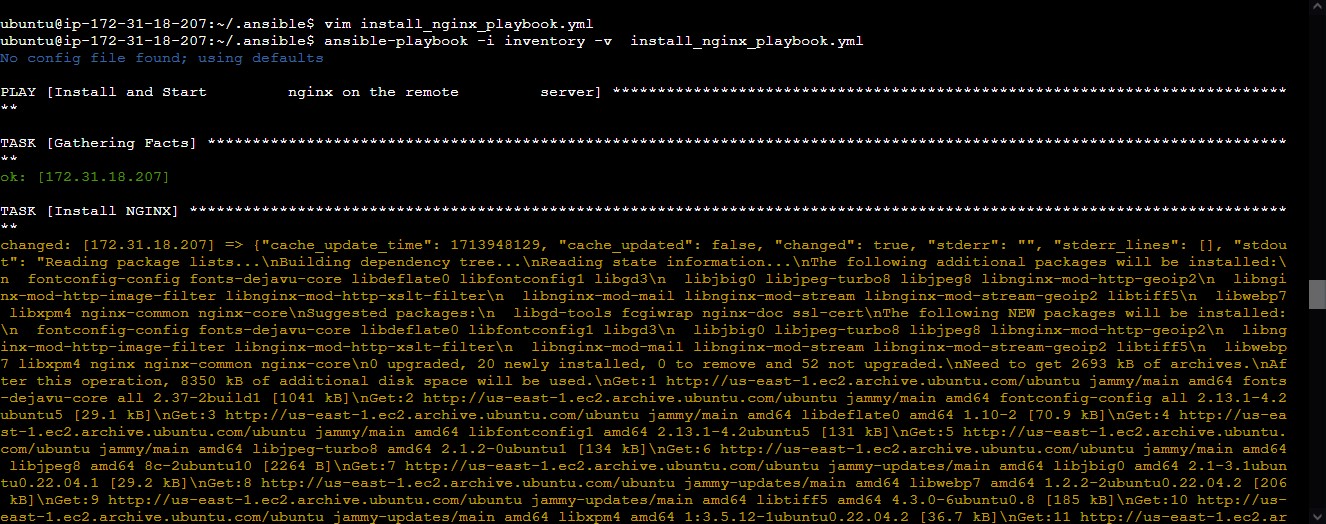 ubuntu@ip-172-31-18-207:~/.ansible$ vim install_nginx_playbook.yml
ubuntu@ip-172-31-18-207:~/.ansible$ ansible-playbook -i inventory -v  install_nginx_playbook.yml
No config file found; using defaults
PLAY [Install and Start         nginx on the remote         server] ***************************************************************************
**
TASK [Gathering Facts] ************************************************************************************************************************
**
ok: [172.31.18.207]
TASK [Install NGINX] **************************************************************************************************************************
**
changed: [172.31.18.207] => {"cache_update_time": 1713948129, "cache_updated": false, "changed": true, "stderr": "", "stderr_lines": [], "stdou
t": "Reading package lists...\nBuilding dependency tree...\nReading state information...\nThe following additional packages will be installed:\
n  fontconfig-config fonts-dejavu-core libdeflate0 libfontconfig1 libgd3\n  libjbig0 libjpeg-turbo8 libjpeg8 libnginx-mod-http-geoip2\n  libngi
nx-mod-http-image-filter libnginx-mod-http-xslt-filter\n  libnginx-mod-mail libnginx-mod-stream libnginx-mod-stream-geoip2 libtiff5\n  libwebp7
 libxpm4 nginx-common nginx-core\nSuggested packages:\n  libgd-tools fcgiwrap nginx-doc ssl-cert\nThe following NEW packages will be installed:
\n  fontconfig-config fonts-dejavu-core libdeflate0 libfontconfig1 libgd3\n  libjbig0 libjpeg-turbo8 libjpeg8 libnginx-mod-http-geoip2\n  libng
inx-mod-http-image-filter libnginx-mod-http-xslt-filter\n  libnginx-mod-mail libnginx-mod-stream libnginx-mod-stream-geoip2 libtiff5\n  libwebp
7 libxpm4 nginx nginx-common nginx-core\n0 upgraded, 20 newly installed, 0 to remove and 52 not upgraded.\nNeed to get 2693 kB of archives.\nAf
ter this operation, 8350 kB of additional disk space will be used.\nGet:1 http://us-east-1.ec2.archive.ubuntu.com/ubuntu jammy/main amd64 fonts
-dejavu-core all 2.37-2build1 [1041 kB]\nGet:2 http://us-east-1.ec2.archive.ubuntu.com/ubuntu jammy/main amd64 fontconfig-config all 2.13.1-4.2
ubuntu5 [29.1 kB]\nGet:3 http://us-east-1.ec2.archive.ubuntu.com/ubuntu jammy/main amd64 libdeflate0 amd64 1.10-2 [70.9 kB]\nGet:4 http://us-ea
st-1.ec2.archive.ubuntu.com/ubuntu jammy/main amd64 libfontconfig1 amd64 2.13.1-4.2ubuntu5 [131 kB]\nGet:5 http://us-east-1.ec2.archive.ubuntu.
com/ubuntu jammy/main amd64 libjpeg-turbo8 amd64 2.1.2-0ubuntu1 [134 kB]\nGet:6 http://us-east-1.ec2.archive.ubuntu.com/ubuntu jammy/main amd64
 libjpeg8 amd64 8c-2ubuntu10 [2264 B]\nGet:7 http://us-east-1.ec2.archive.ubuntu.com/ubuntu jammy-updates/main amd64 libjbig0 amd64 2.1-3.1ubun
tu0.22.04.1 [29.2 kB]\nGet:8 http://us-east-1.ec2.archive.ubuntu.com/ubuntu jammy-updates/main amd64 libwebp7 amd64 1.2.2-2ubuntu0.22.04.2 [206
 kB]\nGet:9 http://us-east-1.ec2.archive.ubuntu.com/ubuntu jammy-updates/main amd64 libtiff5 amd64 4.3.0-6ubuntu0.8 [185 kB]\nGet:10 http://us-
east-1.ec2.archive.ubuntu.com/ubuntu jammy-updates/main amd64 libxpm4 amd64 1:3.5.12-1ubuntu0.22.04.2 [36.7 kB]\nGet:11 http://us-east-1.ec2.ar